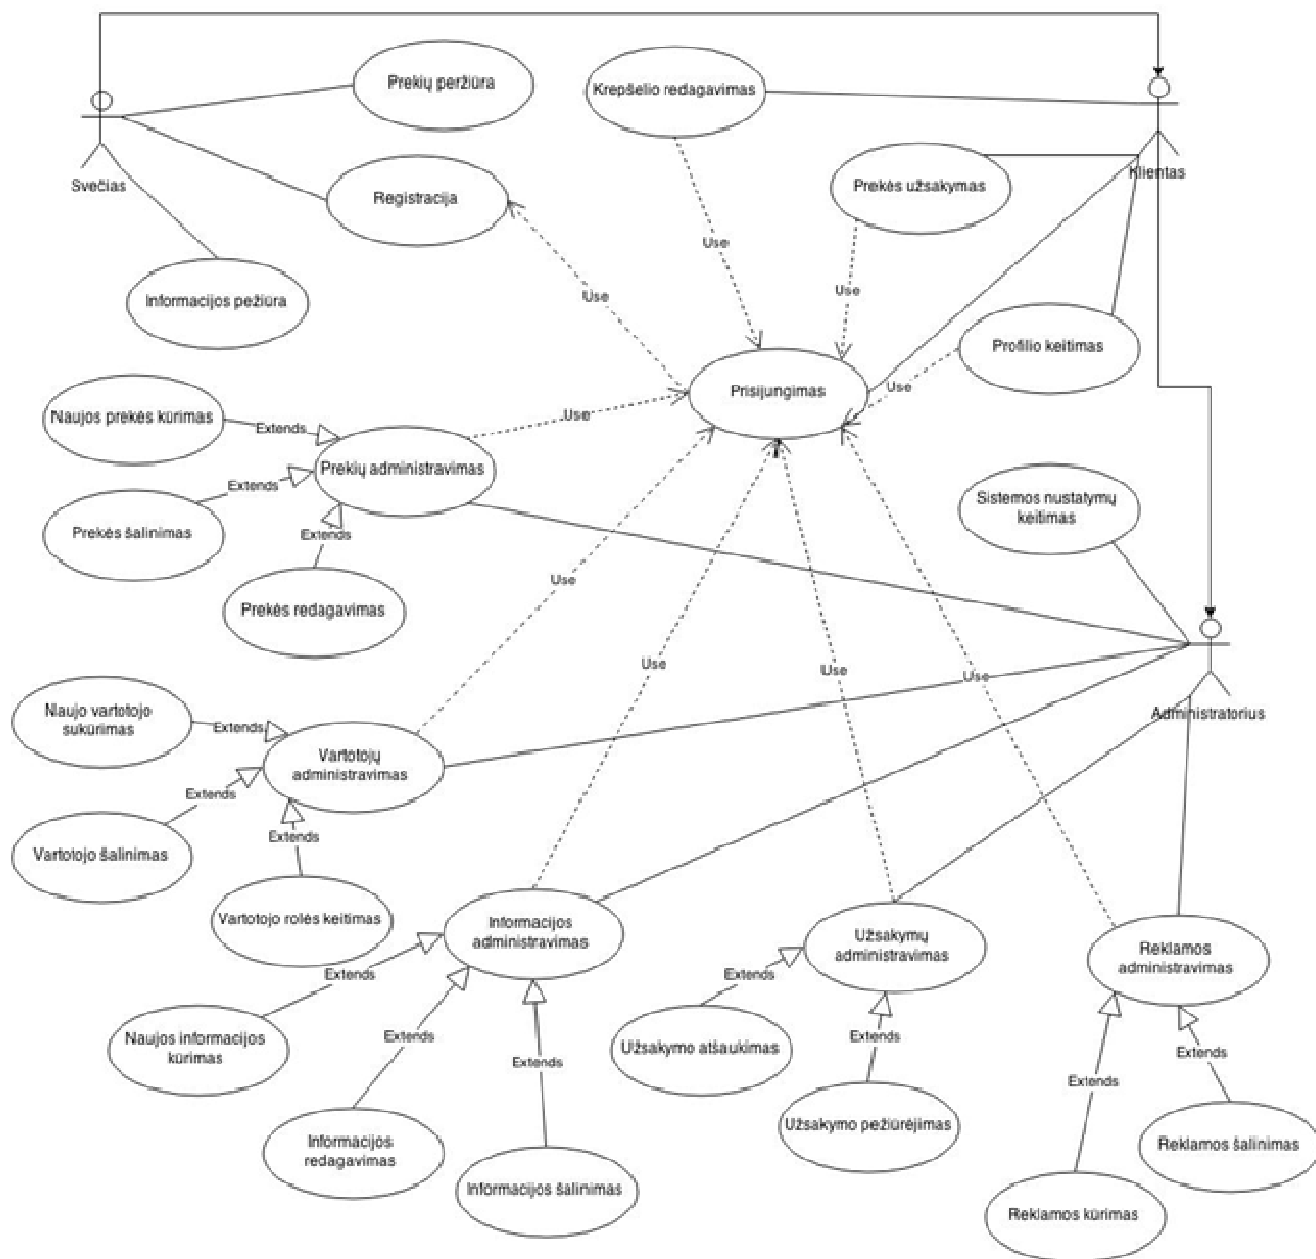 Prekių peržiūra
Krepšelio redagavimas
Svečias
Registracija
Prekės užsakymas
Klientas
Use
Informacijos pežiūra
Use
Use
Profilio keitimas
Prisijungimas
Use
Naujos prekės kūrimas
Extends
Use
Prekių administravimas
Extends
Prekės šalinimas
Extends
Sistemos nustatymų
keitimas
Prekės redagavimas
Use
Use
Use
Use
Administratorius
Naujo vartotojo
sukūrimas
Extends
Vartotojų
administravimas
Extends
Vartotojo šalinimas
Extends
Vartotojo rolės keitimas
Informacijos
administravimas
Užsakymų
administravimas
Reklamos
administravimas
Extends
Extends
Naujos informacijos
kūrimas
Extends
Extends
Užsakymo atšaukimas
Extends
Extends
Extends
Užsakymo pežiūrėjimas
Informacijos
redagavimas
Reklamos šalinimas
Informacijos šalinimas
Reklamos kūrimas